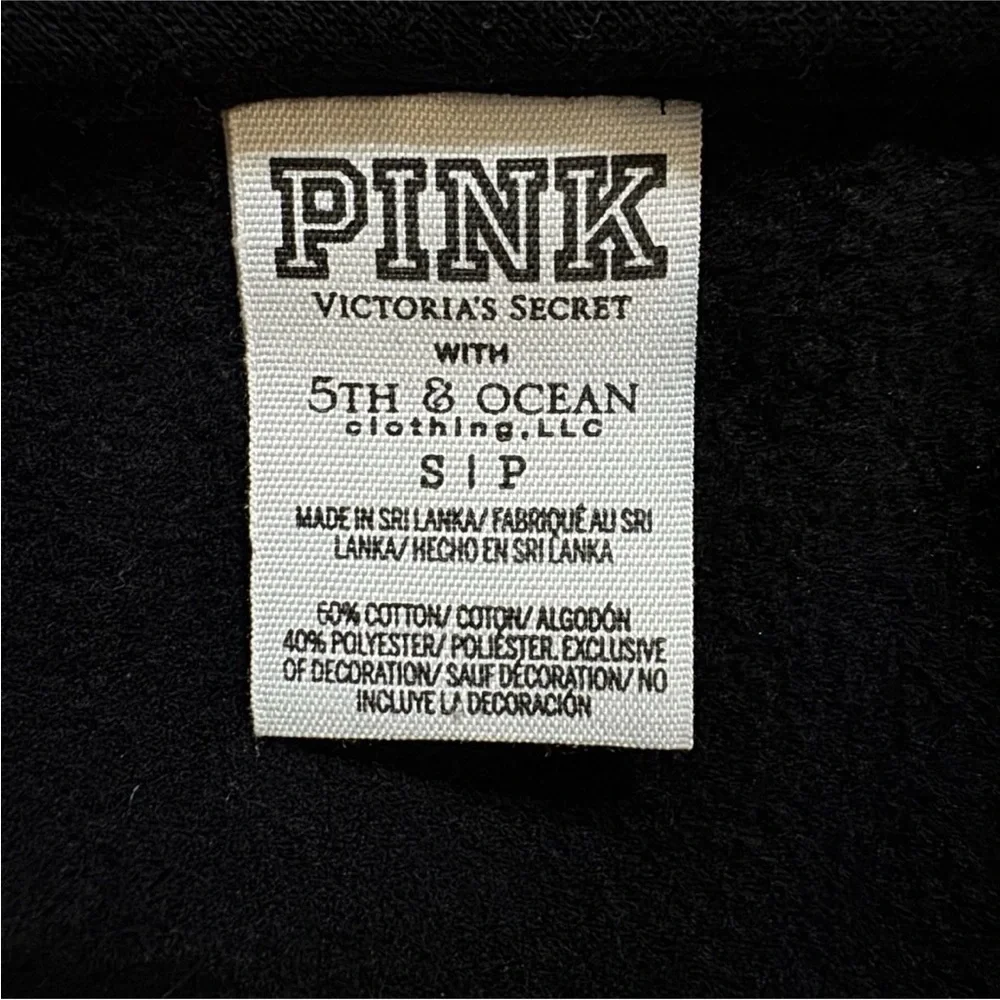 PINK
VICTORIA'S SECRET
WITH
5TH & OCEAN
clothing,LLC
S | P
MADE IN SRI LANKA/ FABRIQUÉ AU SRI
LANKA/ HECHO EN SRI LANKA
60% COTTON/ COTON/ ALGODÓN
40% POLYESTER/ POLIÉSTER. EXCLUSIVE
OF DECORATION/ SAUF DÉCORATION/ NO
INCLUYE LA DECORACIÓN